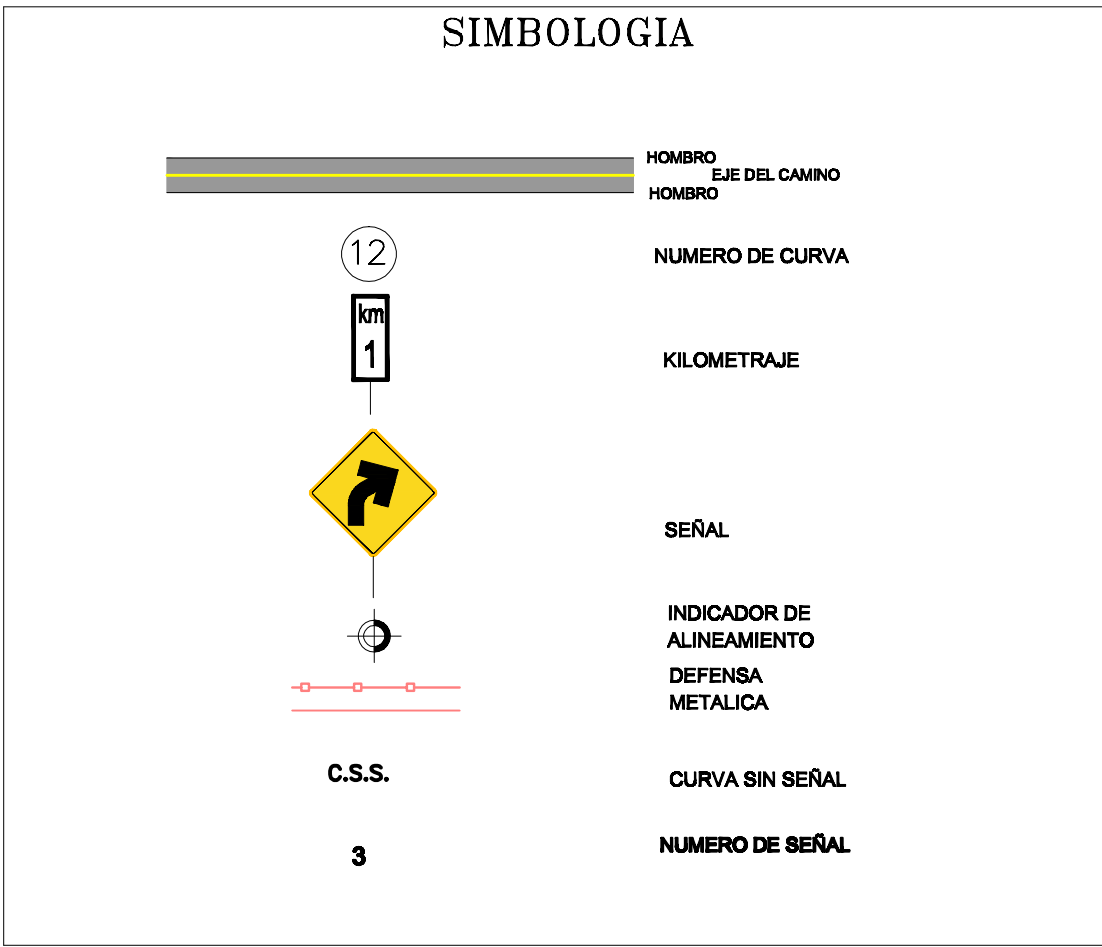 SIMBOLOGIA
HOMBRO
EJE DEL CAMINO
HOMBRO
12
NUMERO DE CURVA
km
1
KILOMETRAJE
SEÑAL
INDICADOR DE
ALINEAMIENTO
DEFENSA
METALICA
C.S.S.
CURVA SIN SEÑAL
3
NUMERO DE SEÑAL